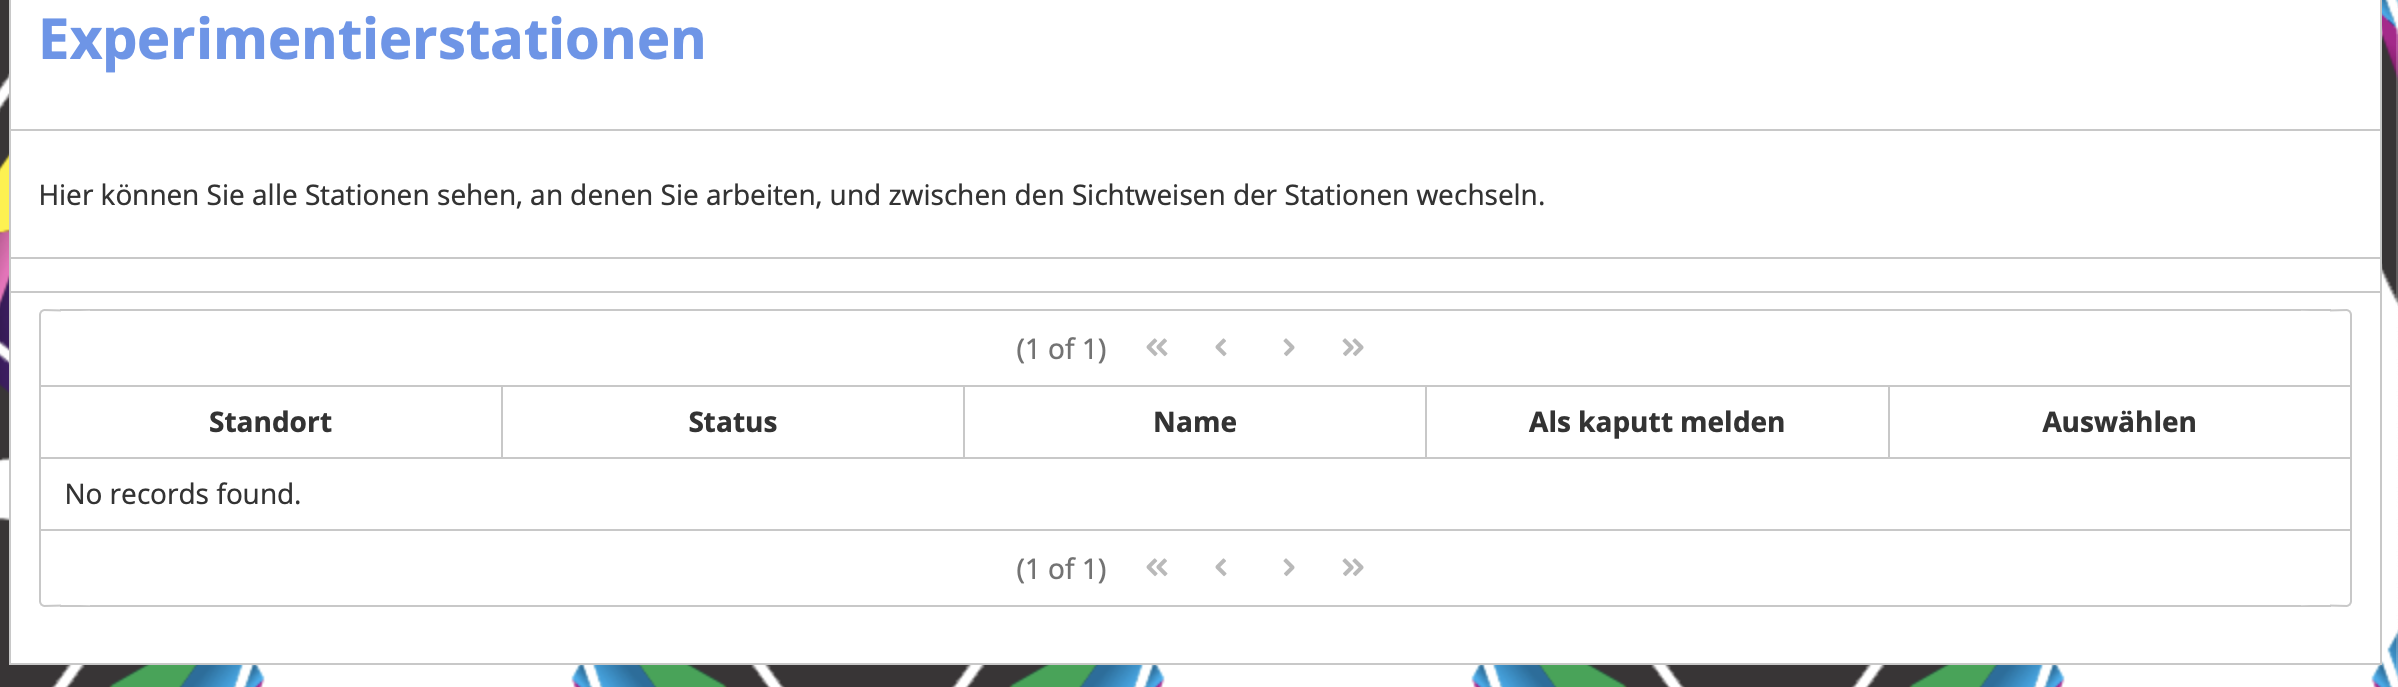 Experimentierstationen
Hier können Sie alle Stationen sehen, an denen Sie arbeiten, und zwischen den Sichtweisen der Stationen wechseln.
(1 of 1)
Standort Status Name Als kaputt melden Auswählen
No records found.
(1 of 1)